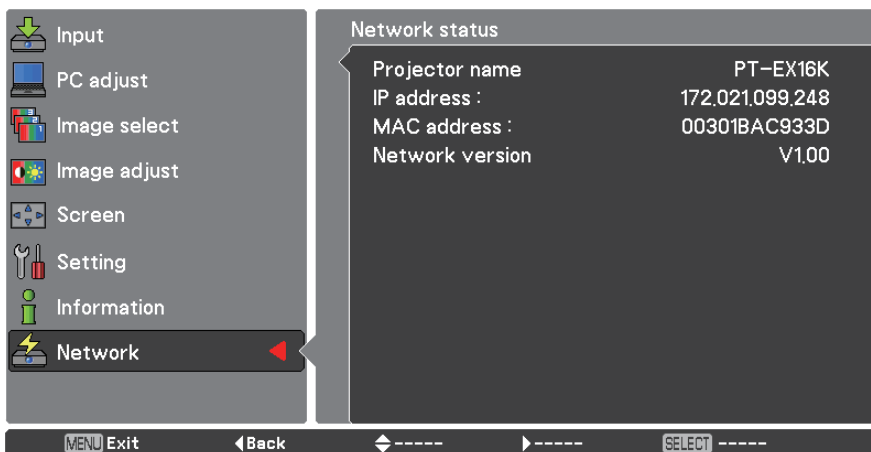 Input
PC adjust
Image select
Image adjust
Screen
Setting
Information
Network
Network status
Projector name PT-EX16K
IP address : 172.021.099.248
MAC address : 00301BAC933D
Network version V1.00
MENU Exit ◀Back ----- ▶----- SELECT -----